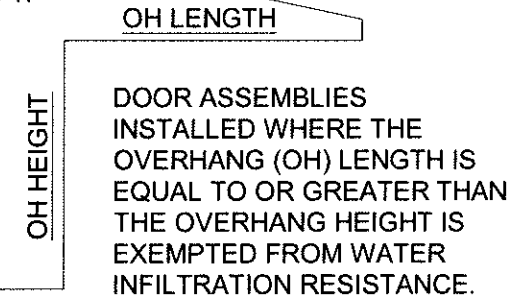 OH LENGTH
OH HEIGHT
DOOR ASSEMBLIES
INSTALLED WHERE THE
OVERHANG (OH) LENGTH IS
EQUAL TO OR GREATER THAN
THE OVERHANG HEIGHT IS
EXEMPTED FROM WATER
INFILTRATION RESISTANCE.